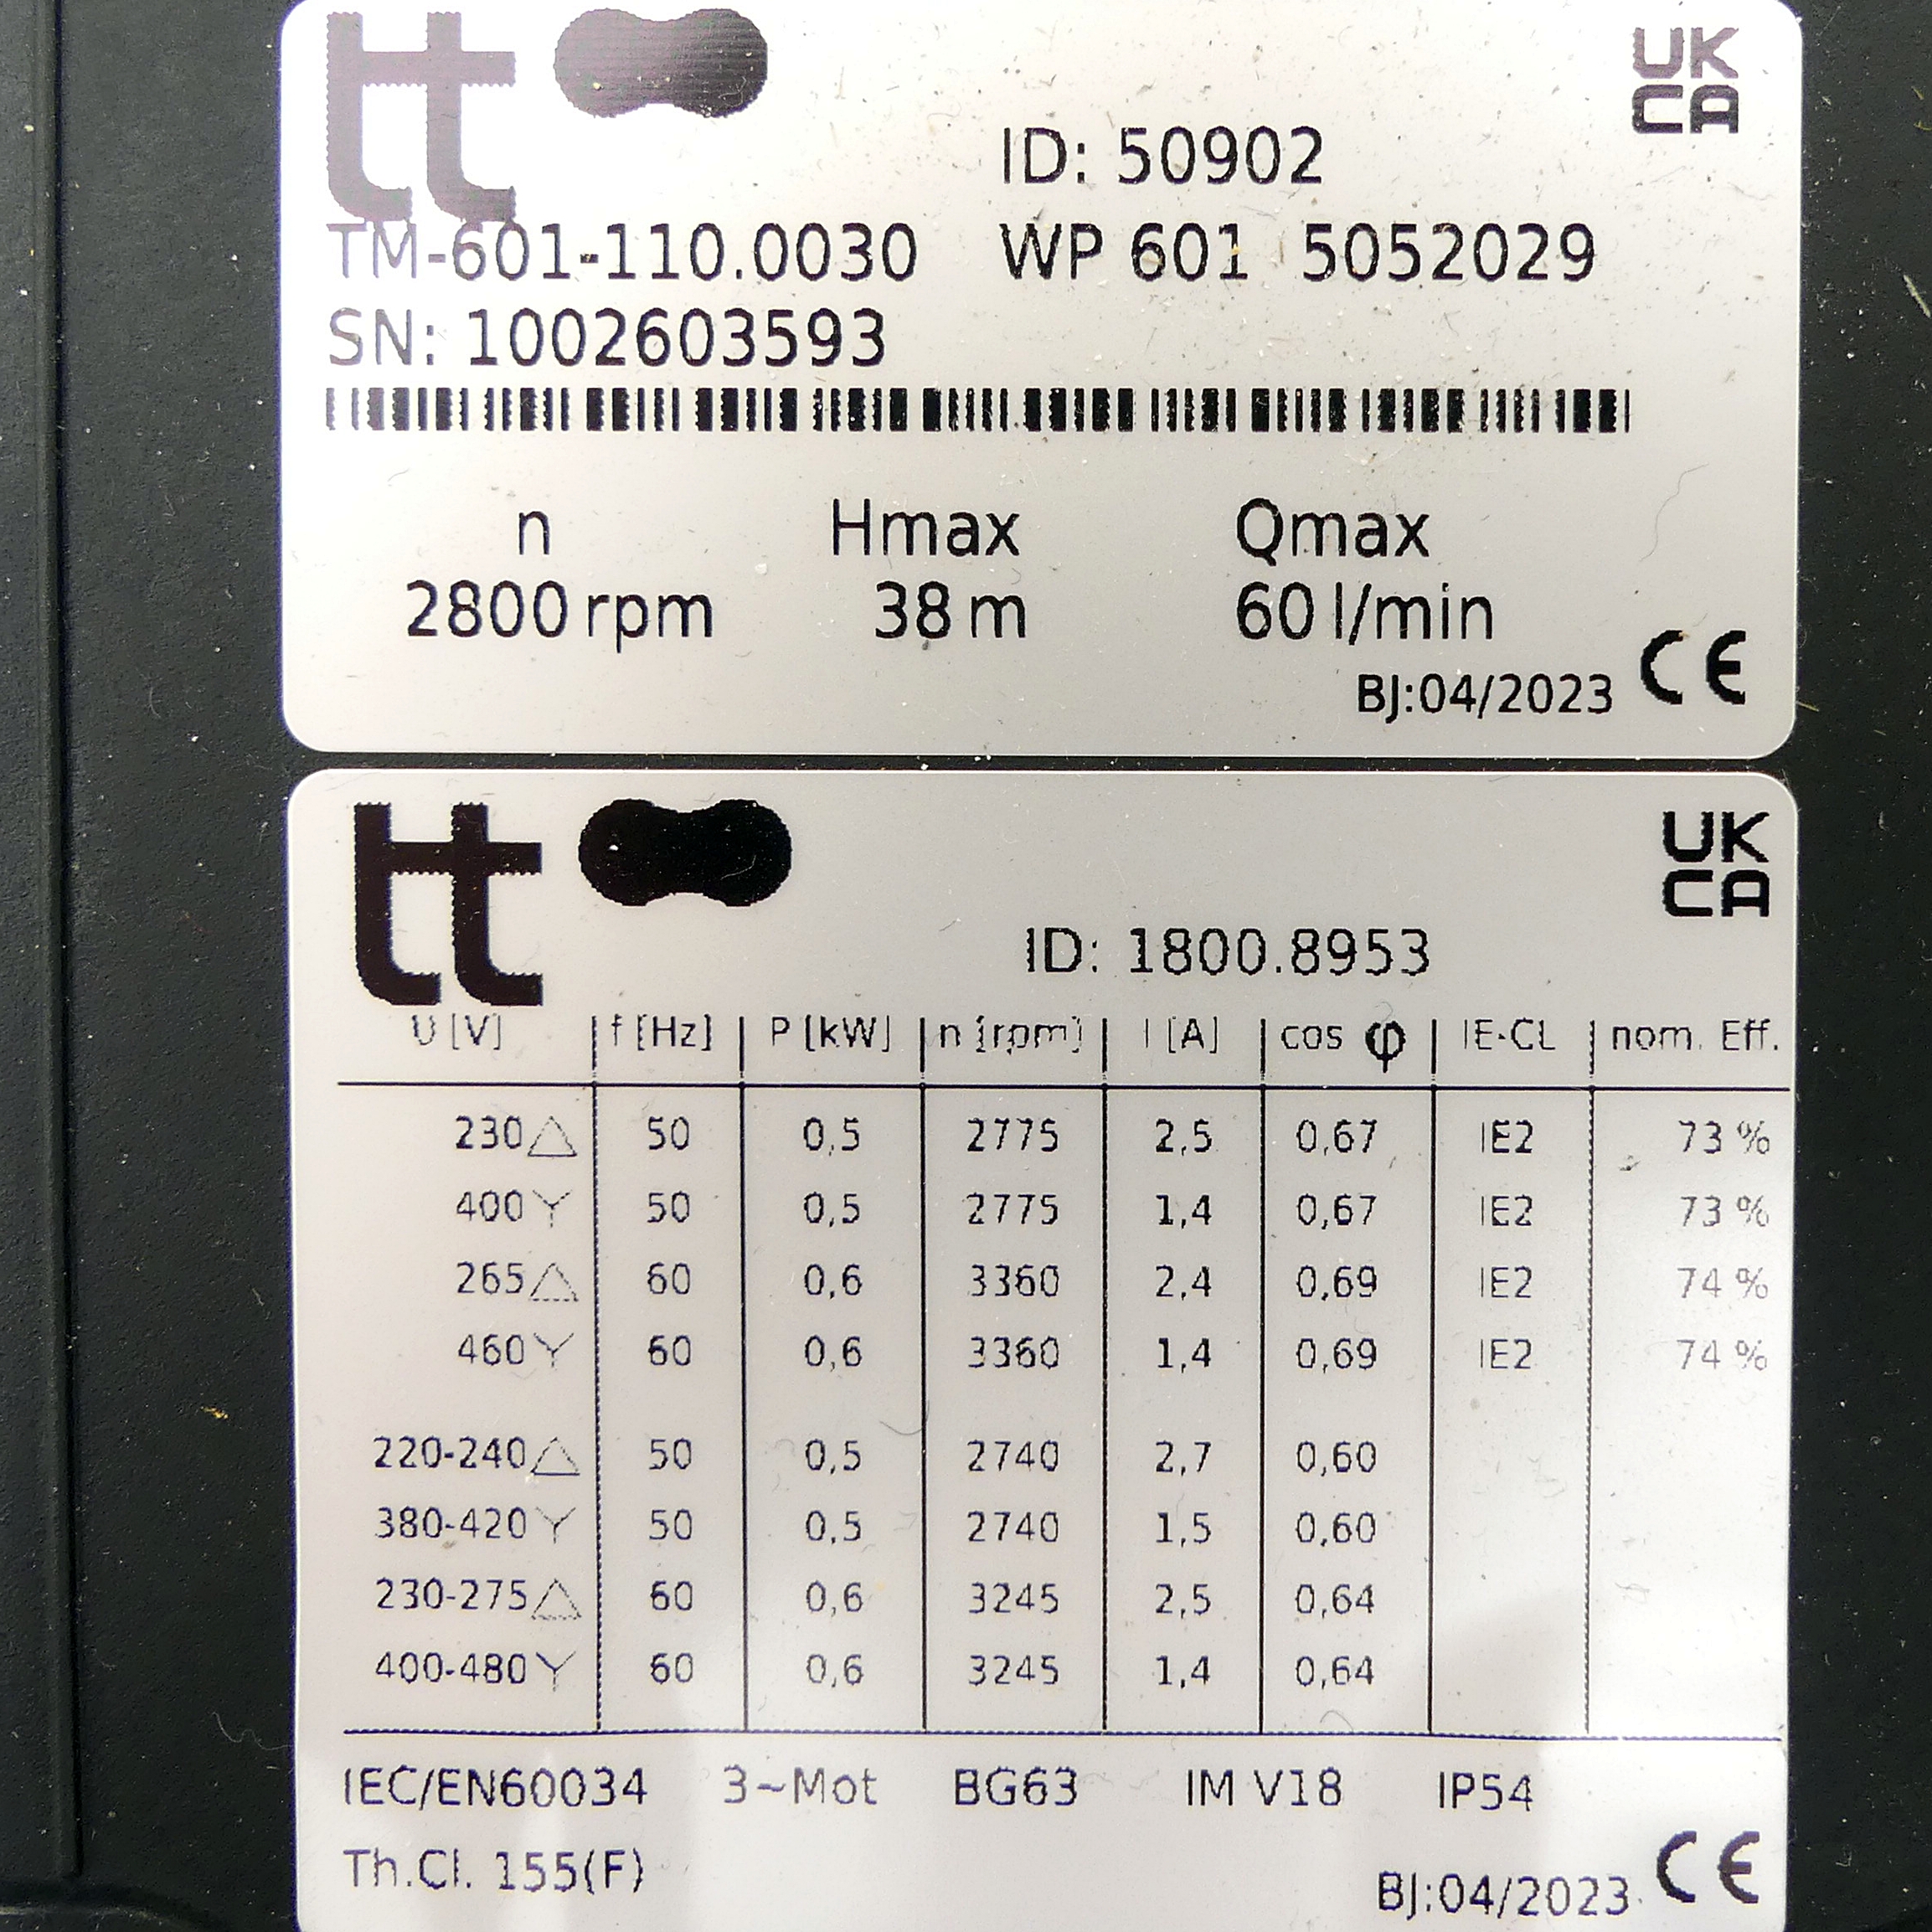 tt
UK
CA
ID: 50902
TM-601-110.0030 WP 601 5052029
SN: 1002603593
n Hmax Qmax
2800 rpm 38 m 60 l/min
BJ:04/2023 CE
tt
UK
CA
ID: 1800.8953
U [V] f [Hz] P [kW] n [rpm] I [A] cos φ IE-CL nom. Eff.
230 △ 50 0,5 2775 2,5 0,67 IE2 73 %
400 Y 50 0,5 2775 1,4 0,67 IE2 73 %
265 △ 60 0,6 3360 2,4 0,69 IE2 74 %
460 Y 60 0,6 3360 1,4 0,69 IE2 74 %
220-240 △ 50 0,5 2740 2,7 0,60
380-420 Y 50 0,5 2740 1,5 0,60
230-275 △ 60 0,6 3245 2,5 0,64
400-480 Y 60 0,6 3245 1,4 0,64
IEC/EN60034 3~Mot BG63 IM V18 IP54
Th.Cl. 155(F)
BJ:04/2023 CE